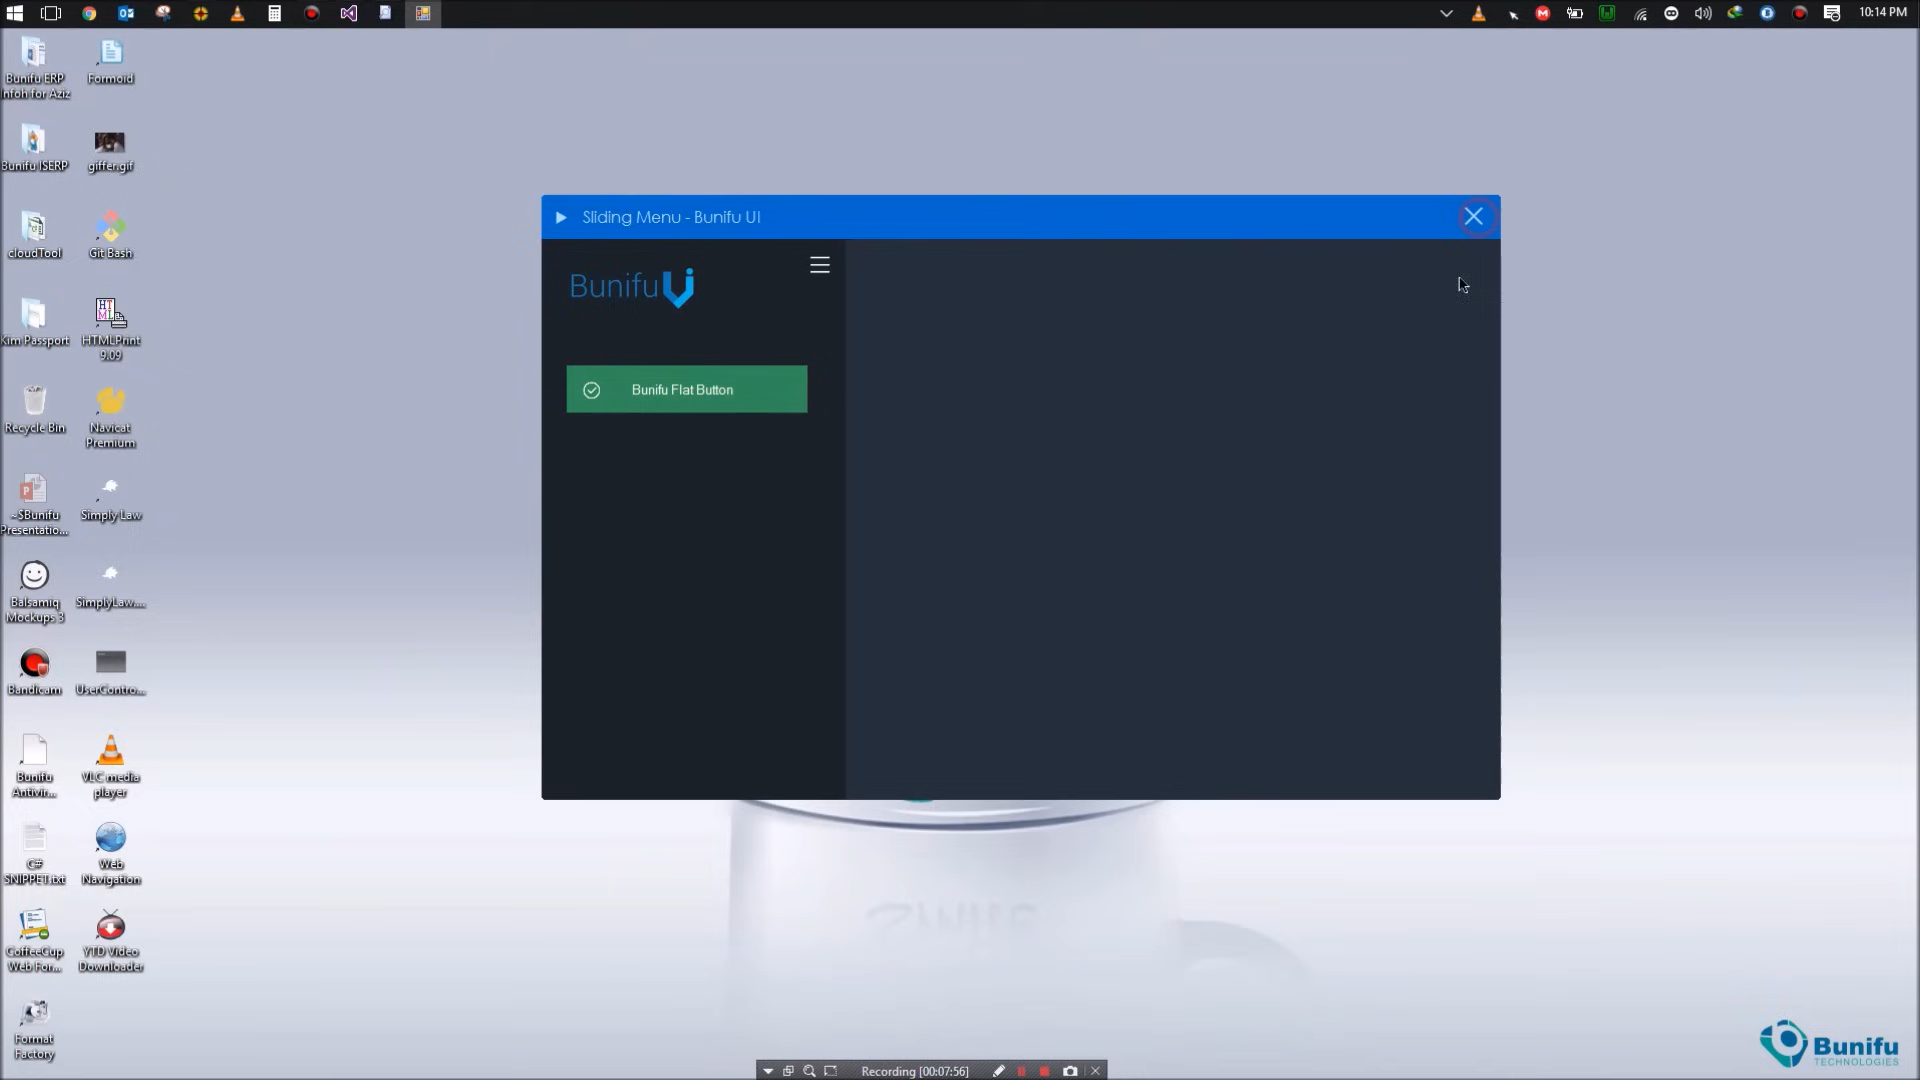 10:14 PM
Bunifu ERP
Infoh for Aziz
Formoid
Bunifu ISERP
giffer.gif
cloudTool
Git Bash
Kim Passport
HTMLPrint
9.09
Recycle Bin
Navicat
Premium
~$Bunifu
Presentatio...
Simply Law
Balsamiq
Mockups 3
SimplyLaw....
Bandicam
UserContro...
Bunifu
Antivir...
VLC media
player
C#
SNIPPET.txt
Web
Navigation
CoffeeCup
Web For...
YTD Video
Downloader
Format
Factory
Sliding Menu - Bunifu UI
Bunifu
Bunifu Flat Button
Recording [00:07:56]
Bunifu
TECHNOLOGIES